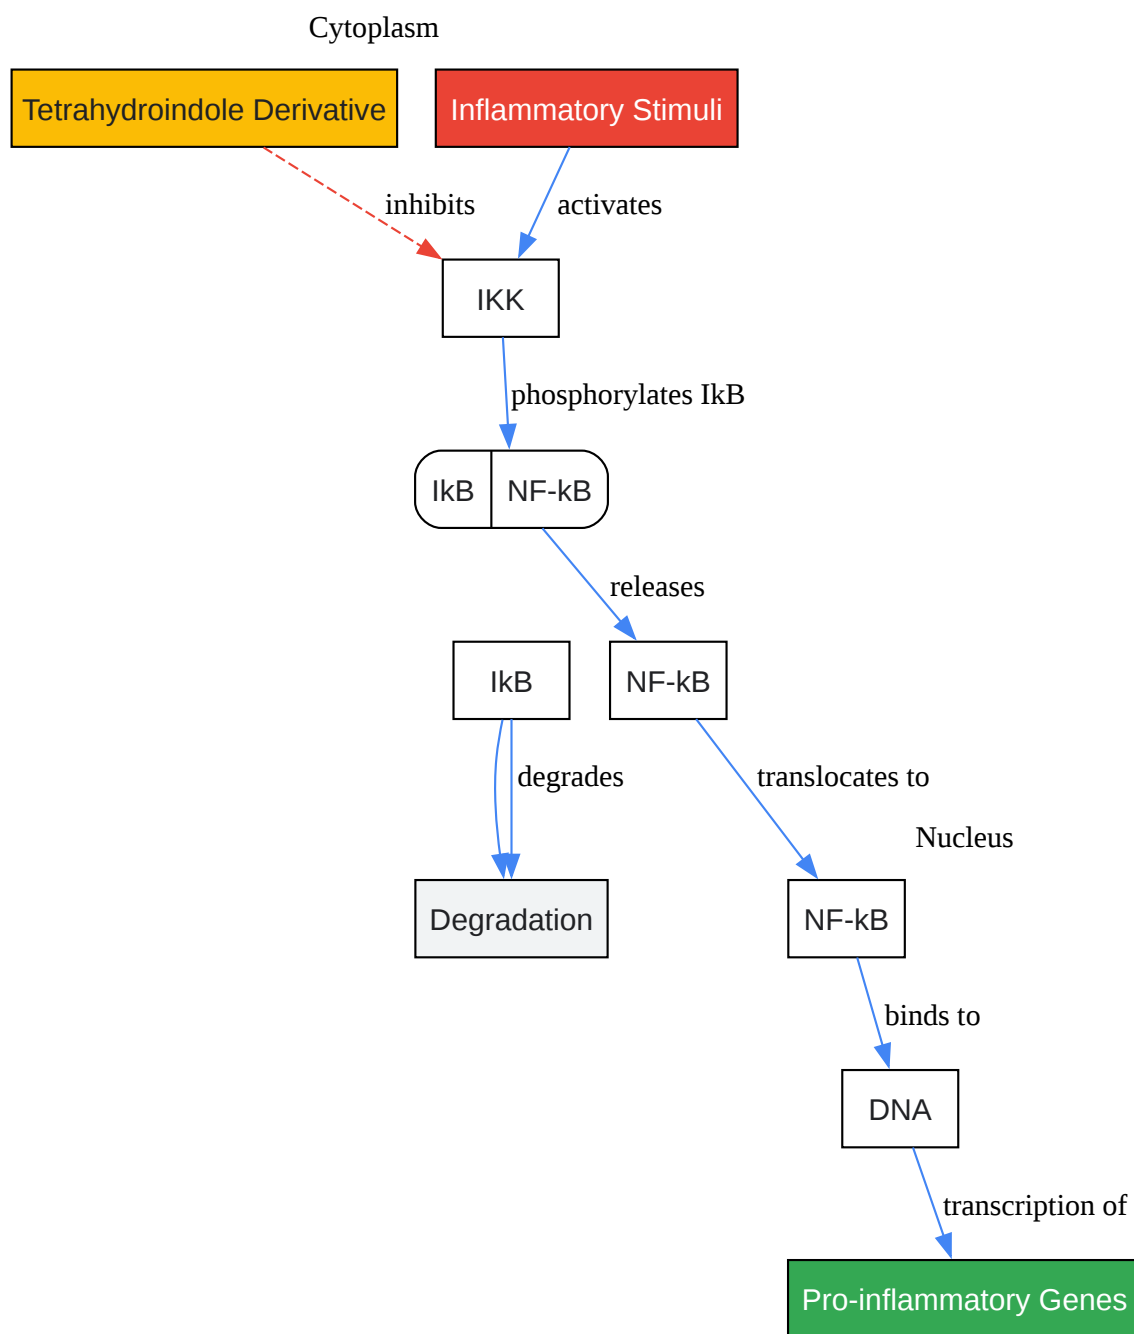 Cytoplasm
Tetrahydroindole Derivative
Inflammatory Stimuli
inhibits
activates
IKK
phosphorylates IkB
IkB
NF-kB
releases
IkB
NF-kB
degrades
translocates to
Nucleus
Degradation
NF-kB
binds to
DNA
transcription of
Pro-inflammatory Genes